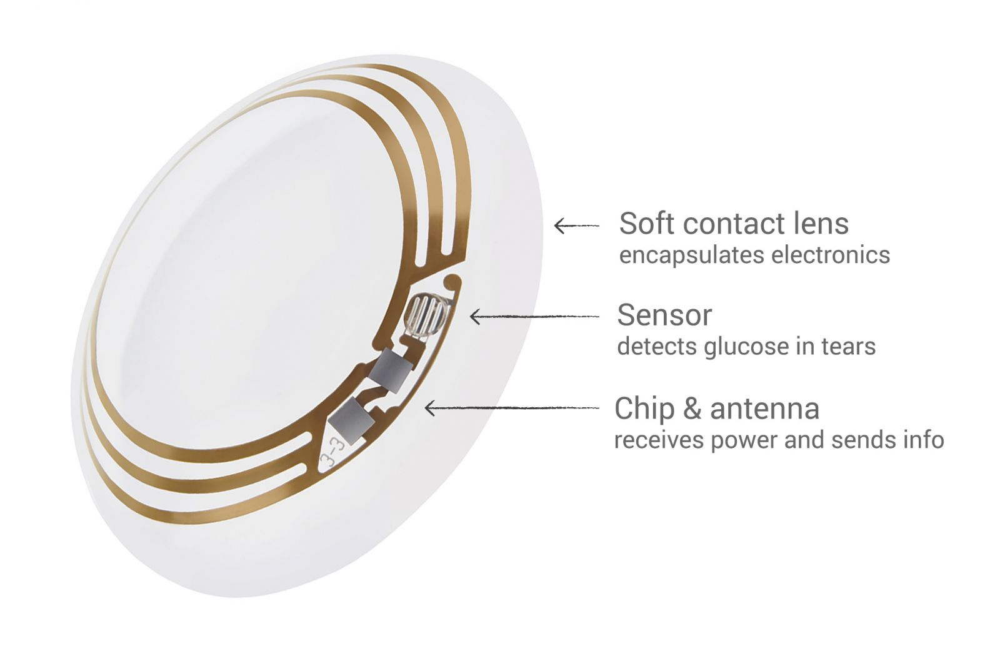 Soft contact lens
encapsulates electronics
Sensor
detects glucose in tears
Chip & antenna
receives power and sends info
3-3